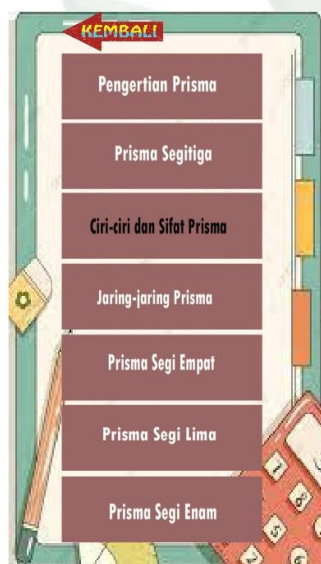 KEMBALI
Pengertian Prisma
Prisma Segitiga
Ciri-ciri dan Sifat Prisma
Jaring-jaring Prisma
Prisma Segi Empat
Prisma Segi Lima
Prisma Segi Enam